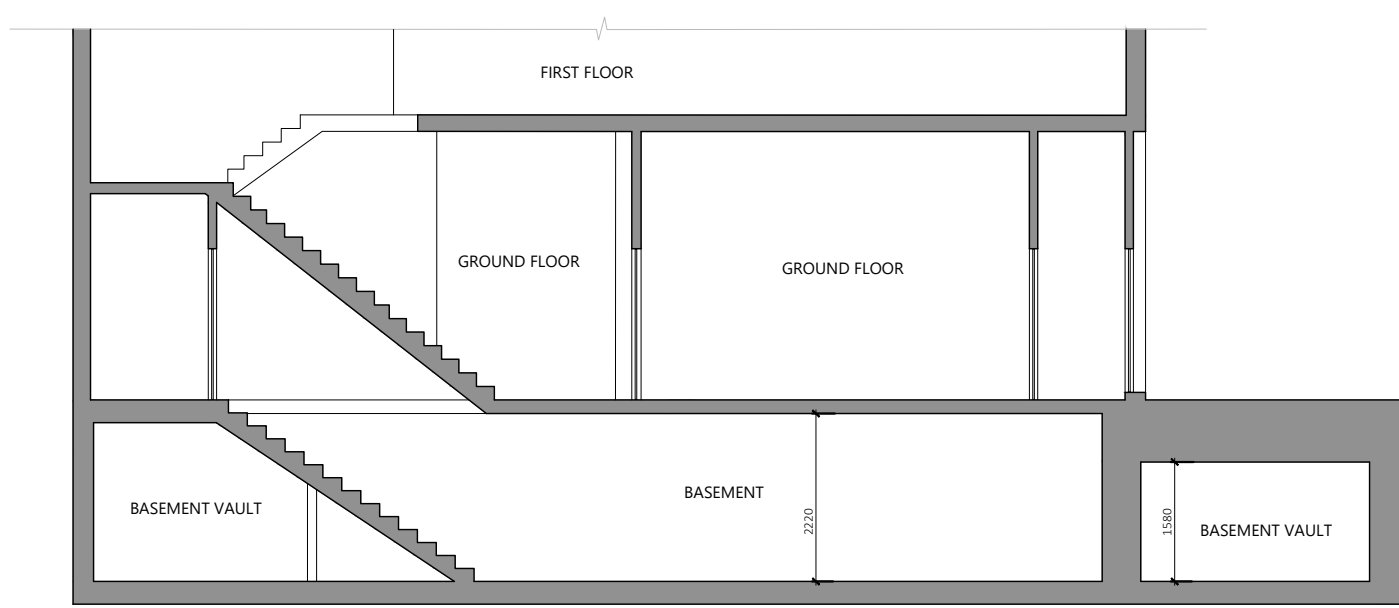 FIRST FLOOR
GROUND FLOOR
GROUND FLOOR
BASEMENT
BASEMENT VAULT
2220
1580
BASEMENT VAULT